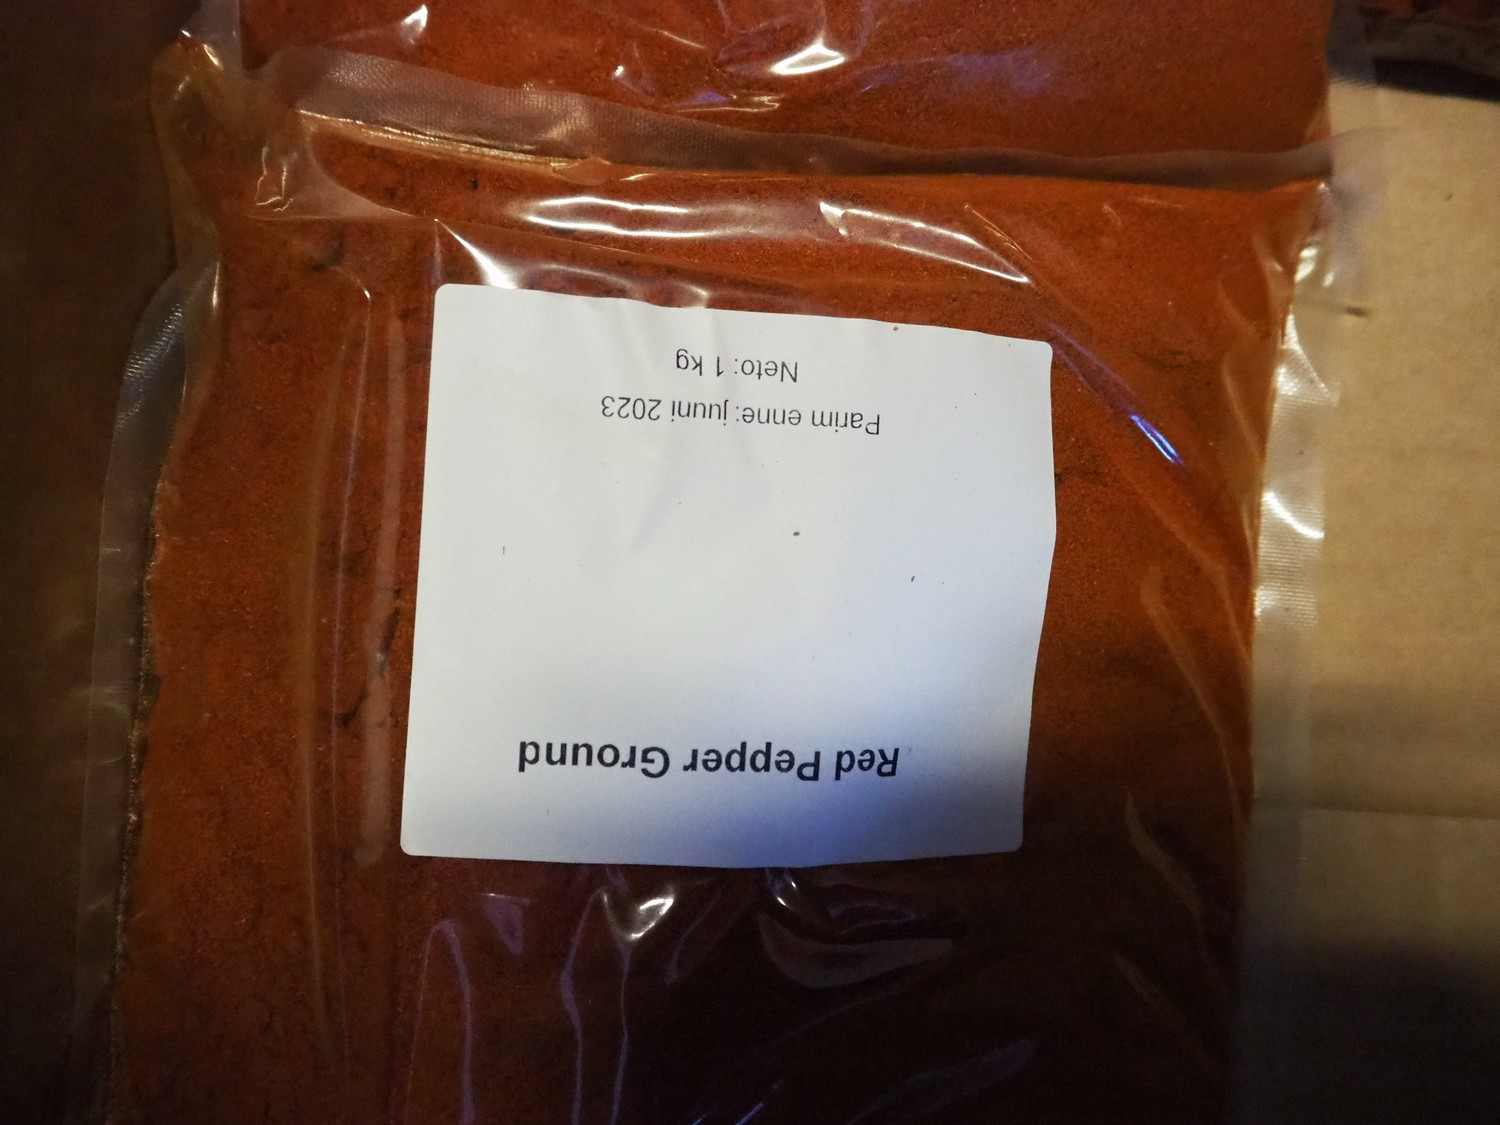 Red Pepper Ground
Parim enne: juuni 2023
Neto: 1 kg